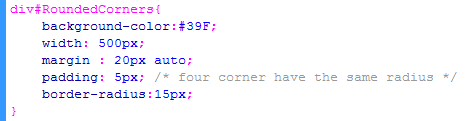 div#RoundedCorners{
background-color:#39F;
width: 500px;
margin : 20px auto;
padding: 5px; /* four corner have the same radius */
border-radius:15px;
}